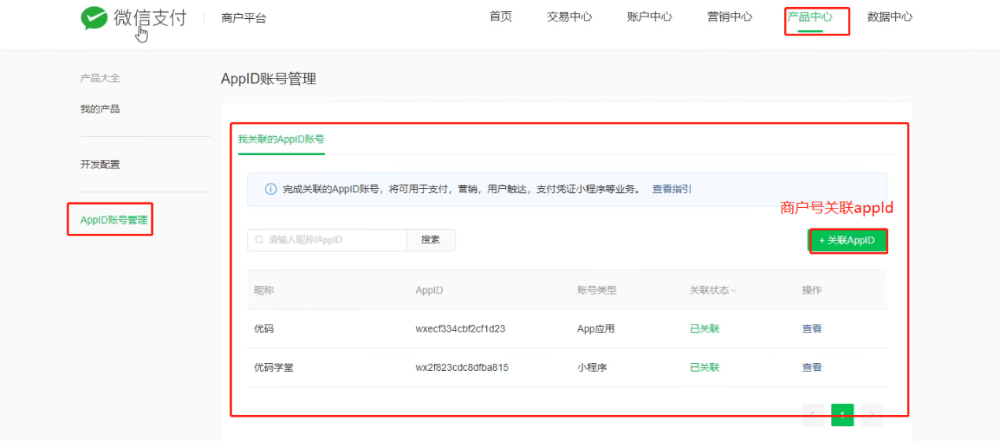 微信支付 商户平台 首页 交易中心 账户中心 营销中心 产品中心 数据中心
产品大全
我的产品
开发配置
AppID账号管理
AppID账号管理
我关联的AppID账号
完成关联的AppID账号，将可用于支付，营销，用户触达，支付凭证小程序等业务。 查看指引
商户号关联appId
请输入昵称/AppID 搜索 + 关联AppID
昵称 AppID 账号类型 关联状态 操作
优码 wxecf334cbf2cf1d23 App应用 已关联 查看
优码学堂 wx2f823cdc8dfba815 小程序 已关联 查看
< 1 >